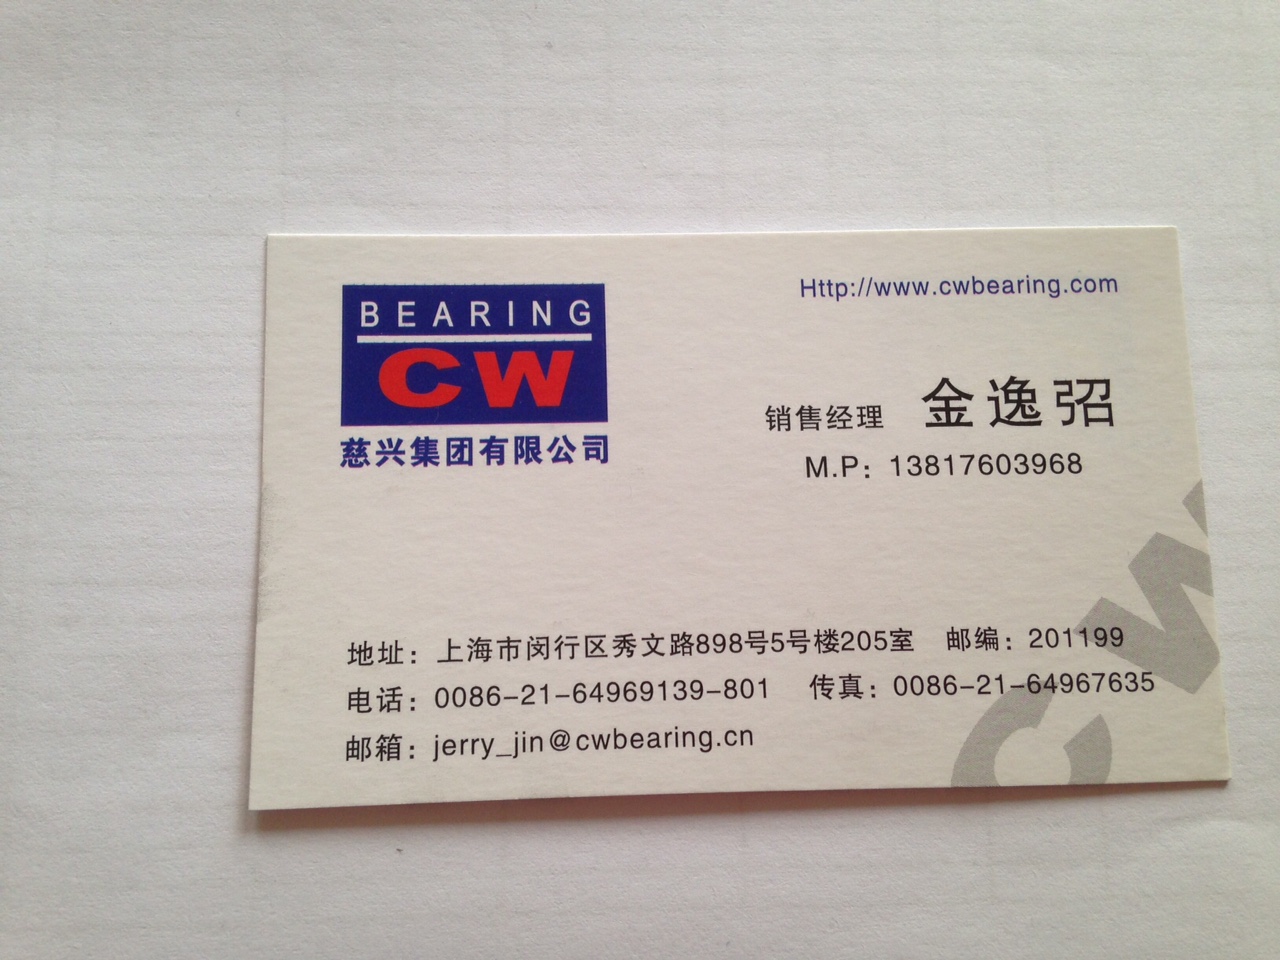 BEARING
CW
慈兴集团有限公司
Http://www.cwbearing.com
销售经理 金逸弨
M.P：13817603968
地址：上海市闵行区秀文路898号5号楼205室 邮编：201199
电话：0086-21-64969139-801 传真：0086-21-64967635
邮箱：jerry_jin@cwbearing.cn
CW